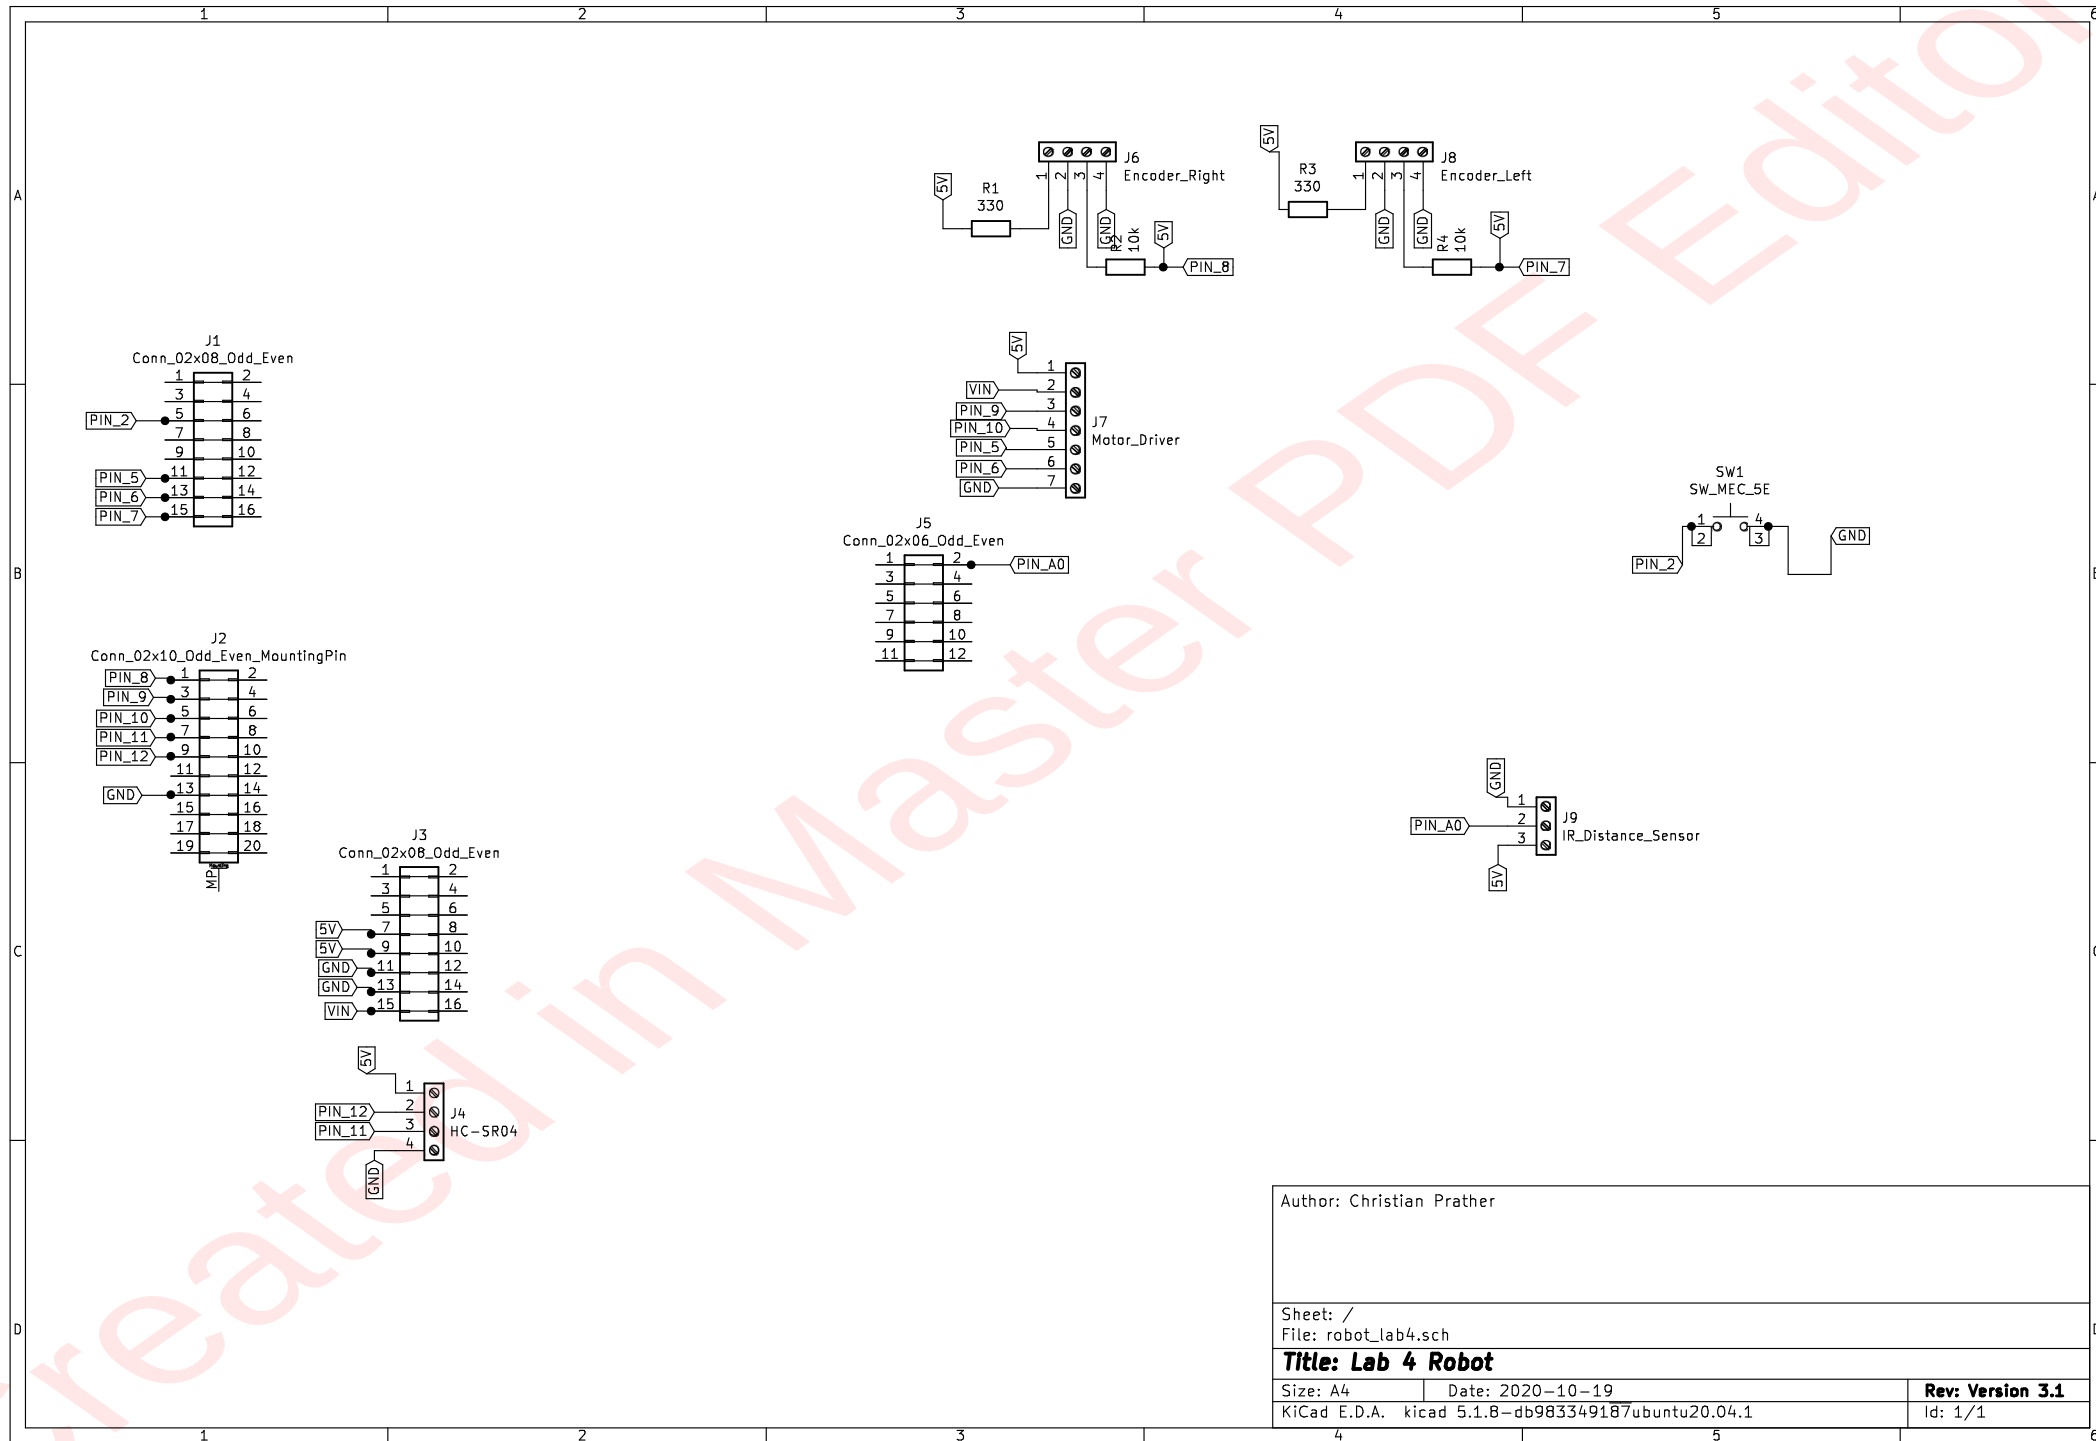 1 2 3 4 5 6
A
B
C
D
5V
R1
330
1 2 3 4
J6
Encoder_Right
GND
GND
R2
10k
5V
PIN_8
5V
R3
330
1 2 3 4
J8
Encoder_Left
GND
GND
R4
10k
5V
PIN_7
J1
Conn_02x08_Odd_Even
1 2
3 4
PIN_2 5 6
7 8
9 10
PIN_5 11 12
PIN_6 13 14
PIN_7 15 16
5V
1
VIN 2
PIN_9 3
PIN_10 4
PIN_5 5
PIN_6 6
GND 7
J7
Motor_Driver
SW1
SW_MEC_5E
1 4
2 3
PIN_2
GND
J5
Conn_02x06_Odd_Even
1 2 PIN_A0
3 4
5 6
7 8
9 10
11 12
J2
Conn_02x10_Odd_Even_MountingPin
PIN_8 1 2
PIN_9 3 4
PIN_10 5 6
PIN_11 7 8
PIN_12 9 10
11 12
GND 13 14
15 16
17 18
19 20
MP
GND
1
PIN_A0 2
3
5V
J9
IR_Distance_Sensor
J3
Conn_02x08_Odd_Even
1 2
3 4
5 6
5V 7 8
5V 9 10
GND 11 12
GND 13 14
VIN 15 16
5V
1
PIN_12 2
PIN_11 3
4
GND
J4
HC-SR04
Author: Christian Prather
Sheet: /
File: robot_lab4.sch
Title: Lab 4 Robot
Size: A4 Date: 2020-10-19 Rev: Version 3.1
KiCad E.D.A. kicad 5.1.8-db983349187ubuntu20.04.1 Id: 1/1
1 2 3 4 5 6
reated in Master PDF Editor